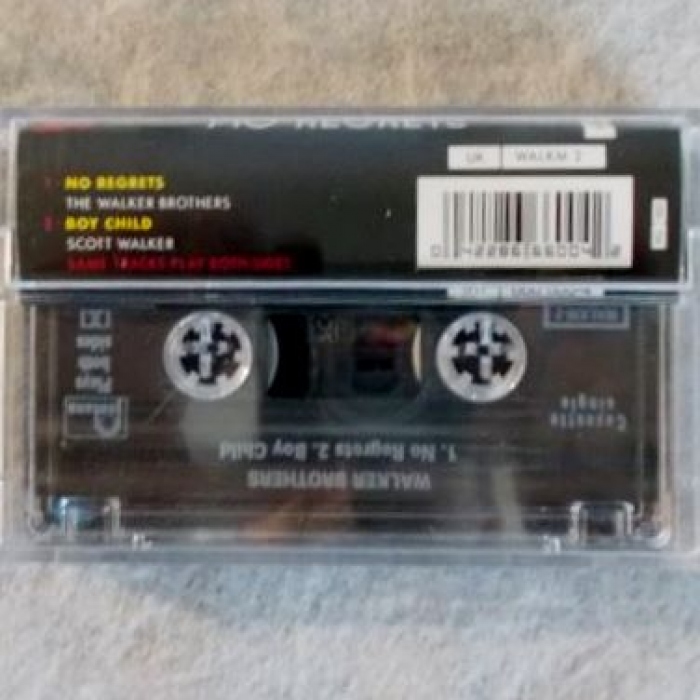 NO REGRETS
UK WALKM 2
1 NO REGRETS
THE WALKER BROTHERS
2 BOY CHILD
SCOTT WALKER
SAME TRACKS PLAY BOTH SIDES
WALKER BROTHERS
1. No Regrets 2. Boy Child
Plays
both
sides
Cassette
single